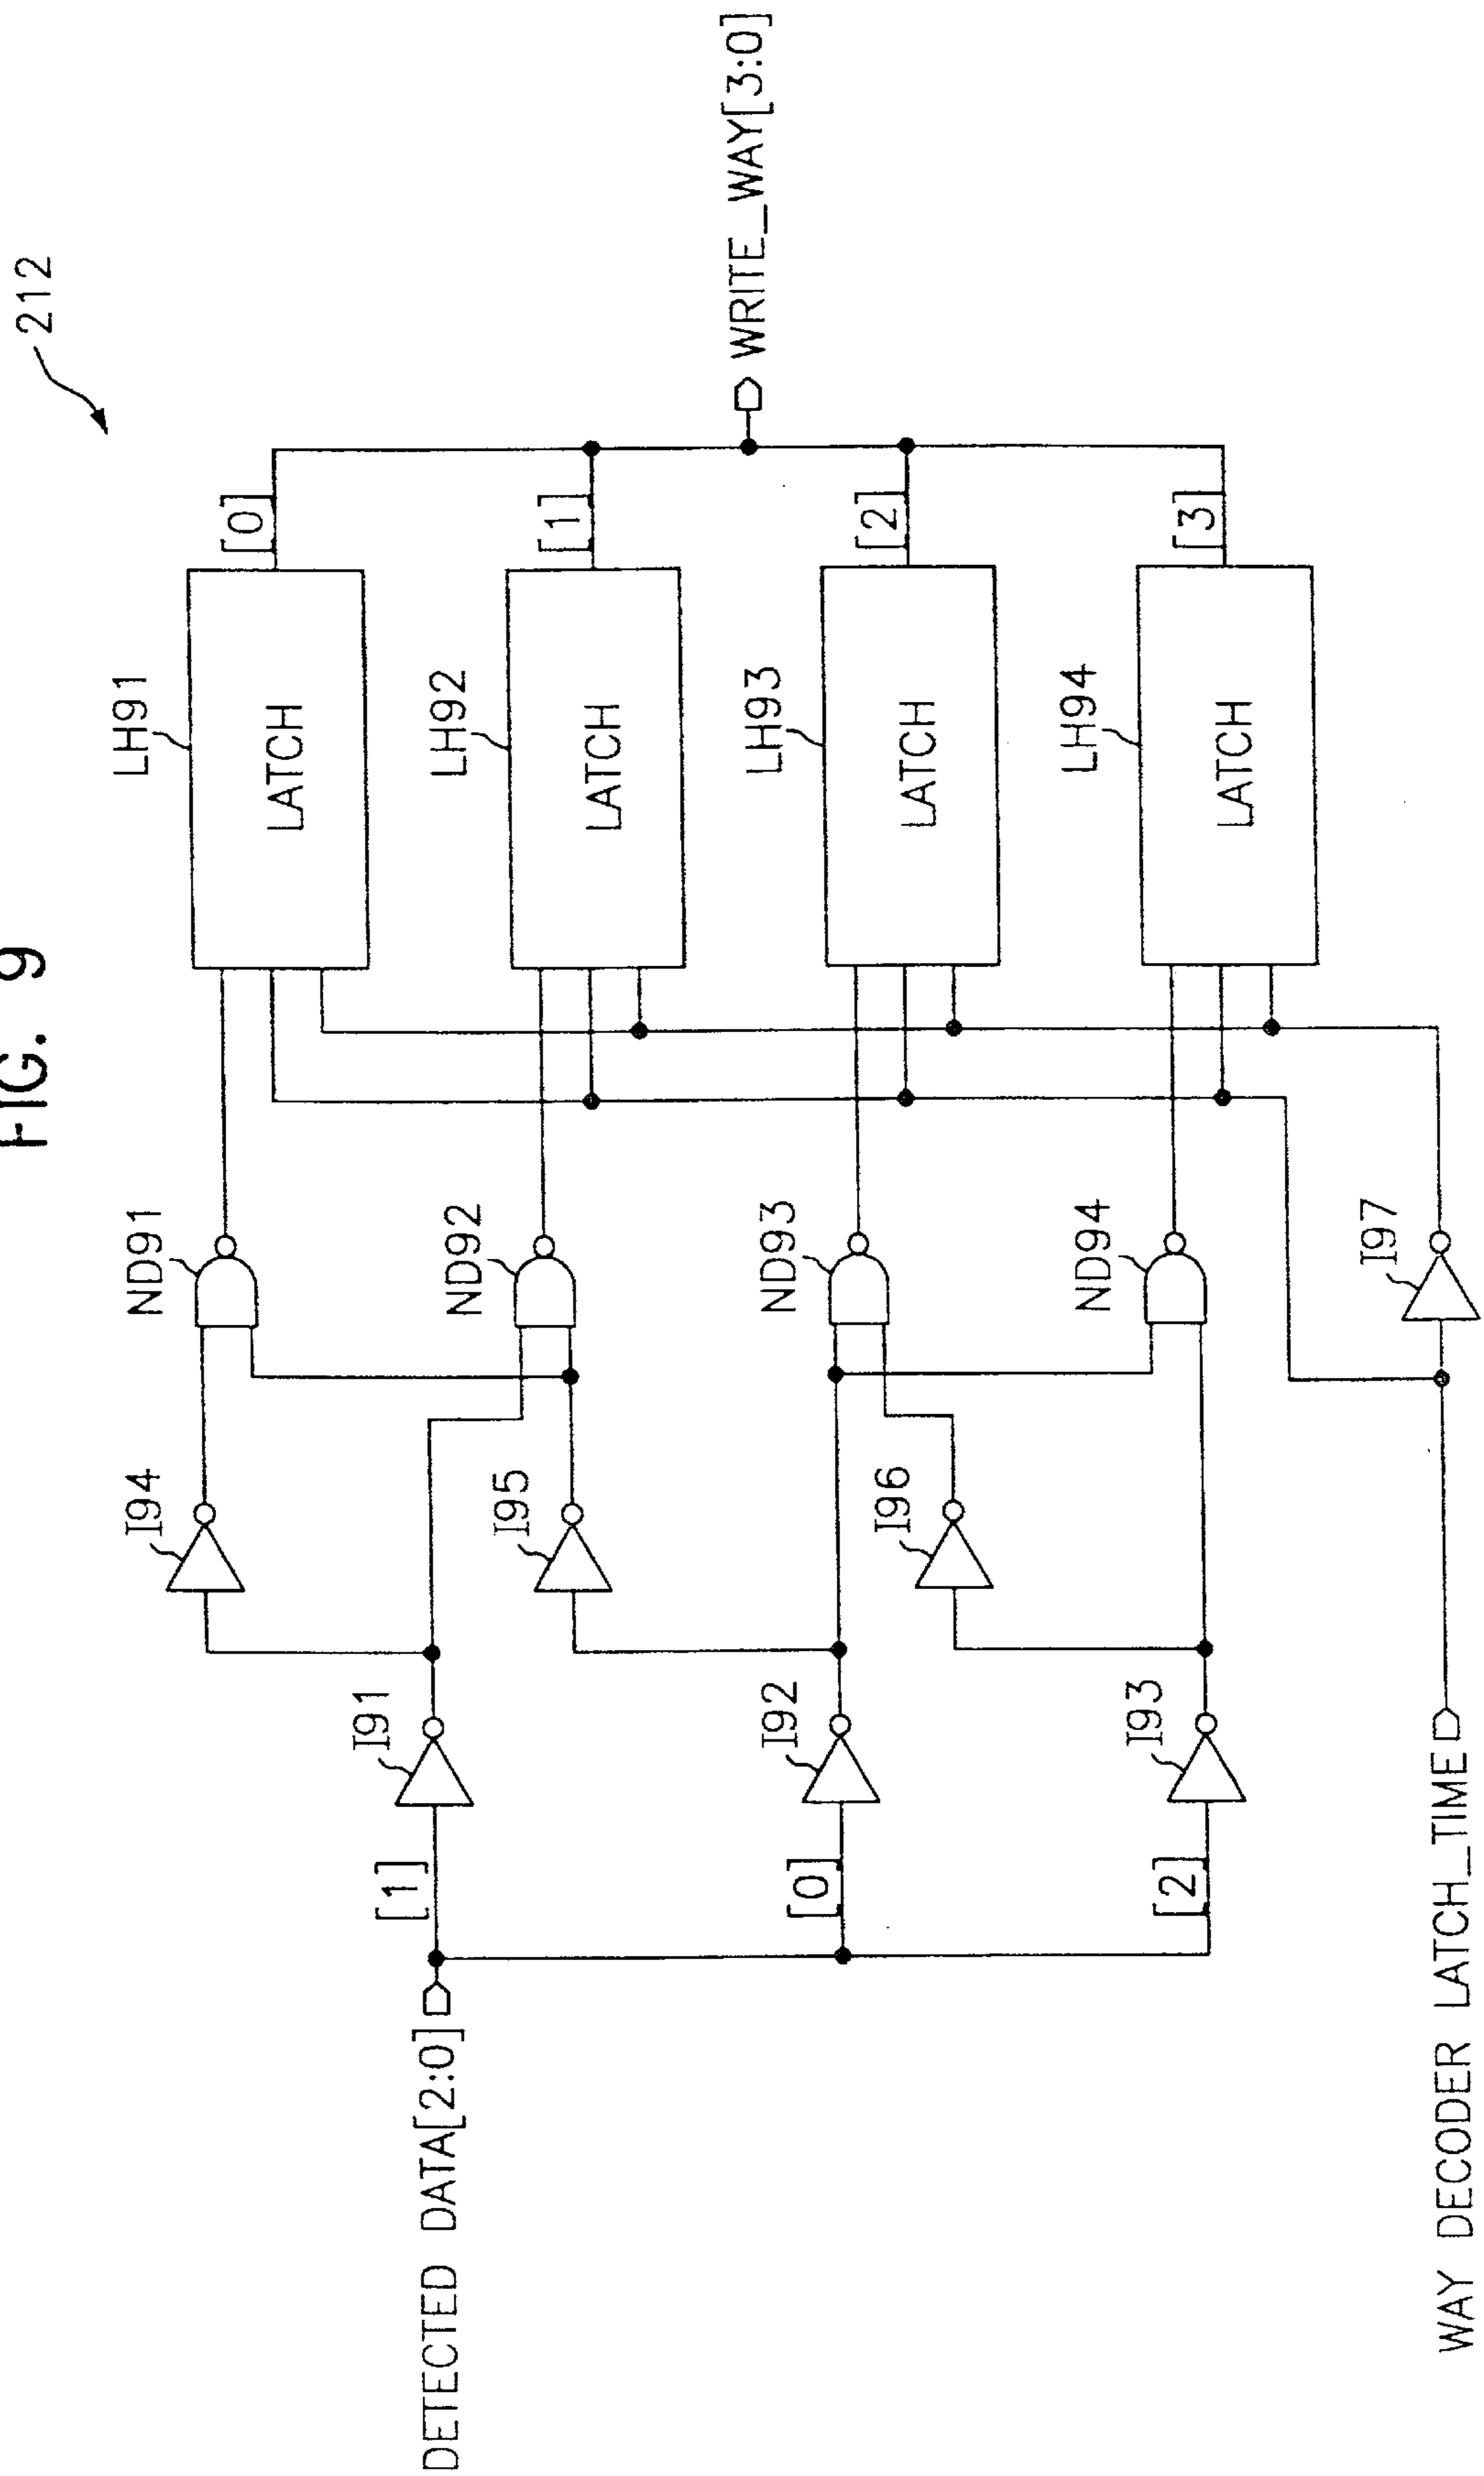 FIG. 9
212
DETECTED DATA[2:0]
[1]
[0]
[2]
I91
I92
I93
I94
I95
I96
ND91
ND92
ND93
ND94
I97
LH91
LATCH
LH92
LATCH
LH93
LATCH
LH94
LATCH
[0]
[1]
[2]
[3]
WRITE_WAY[3:0]
WAY DECODER LATCH_TIME